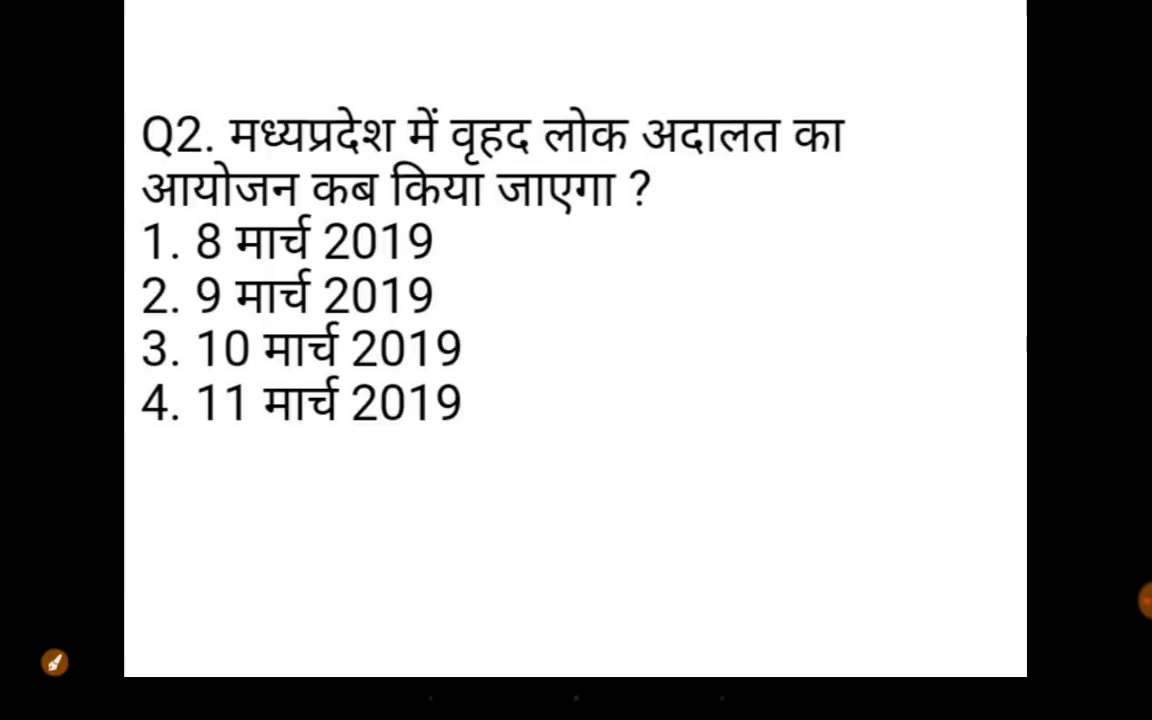 Q2. मध्यप्रदेश में वृहद लोक अदालत का
आयोजन कब किया जाएगा ?
1. 8 मार्च 2019
2. 9 मार्च 2019
3. 10 मार्च 2019
4. 11 मार्च 2019